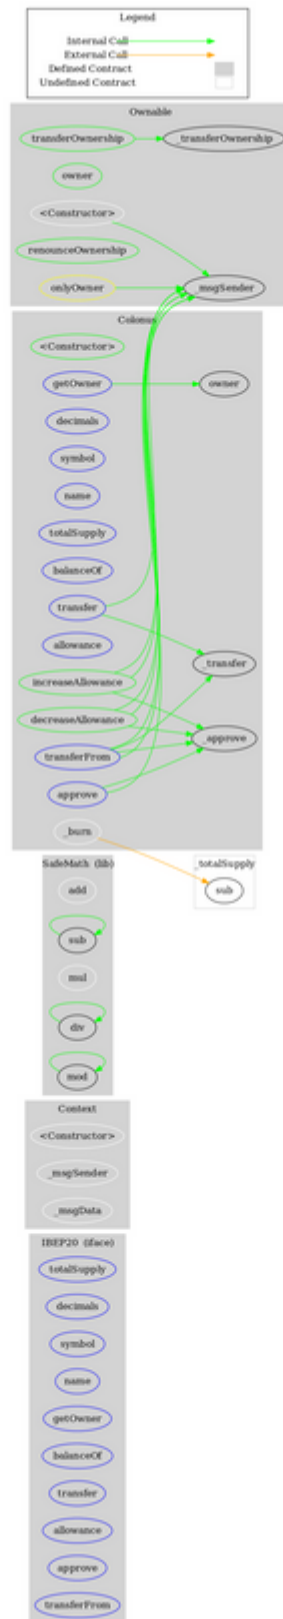 Legend
Internal Call
External Call
Defined Contract
Undefined Contract
Ownable
transferOwnership
_transferOwnership
owner
<Constructor>
renounceOwnership
onlyOwner
_msgSender
Colonus
<Constructor>
getOwner
owner
decimals
symbol
name
totalSupply
balanceOf
transfer
allowance
_transfer
increaseAllowance
decreaseAllowance
_approve
transferFrom
approve
_burn
SafeMath (lib)
_totalSupply
add
sub
sub
mul
div
mod
Context
<Constructor>
_msgSender
_msgData
IBEP20 (iface)
totalSupply
decimals
symbol
name
getOwner
balanceOf
transfer
allowance
approve
transferFrom